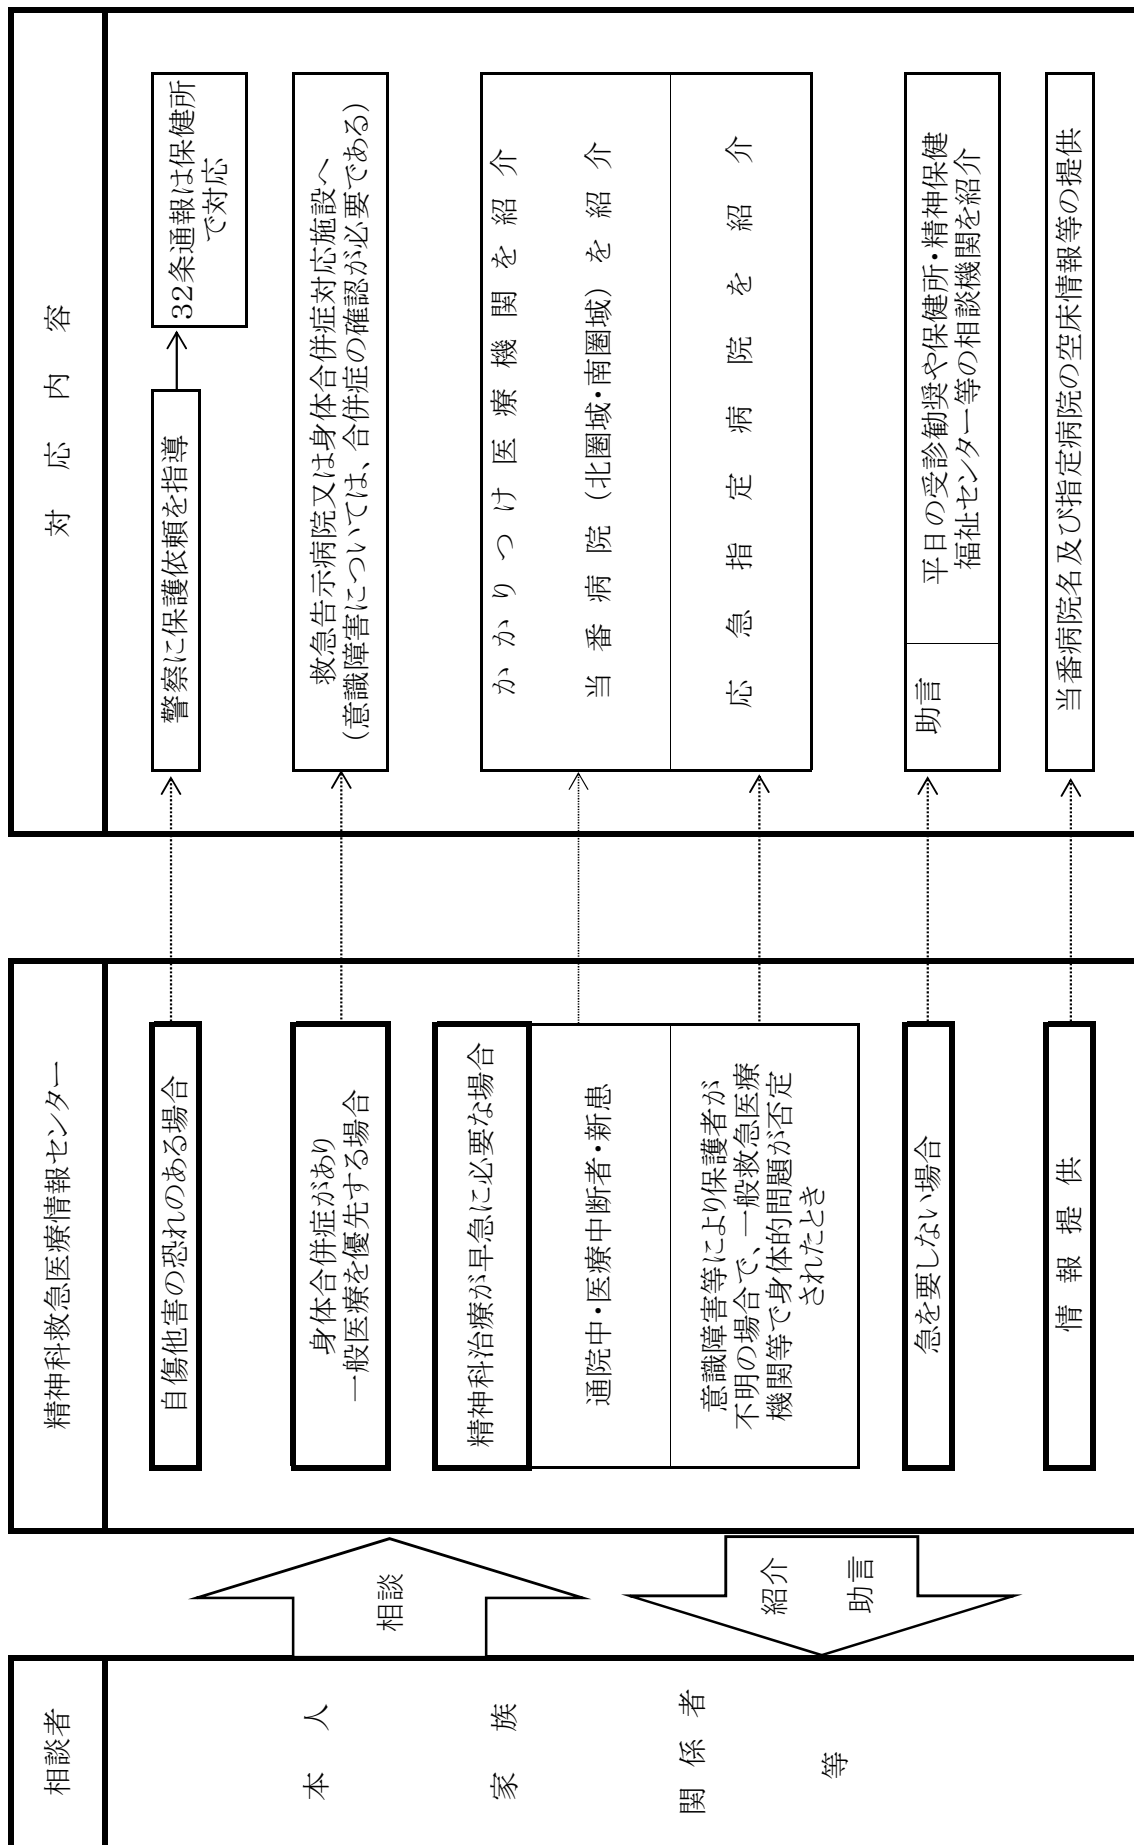 相談者
本人
家族
関係者
等
相談
紹介
助言
精神科救急医療情報センター
自傷他害の恐れのある場合
身体合併症があり
一般医療を優先する場合
精神科治療が早急に必要な場合
通院中・医療中断者・新患
意識障害等により保護者が
不明の場合で、一般救急医療
機関等で身体的問題が否定
されたとき
急を要しない場合
情報提供
対応内容
警察に保護依頼を指導
32条通報は保健所
で対応
救急告示病院又は身体合併症対応施設へ
(意識障害については、合併症の確認が必要である)
かかりつけ医療機関を紹介
当番病院(北圏域・南圏域)を紹介
応急指定病院を紹介
助言
平日の受診勧奨や保健所・精神保健
福祉センター等の相談機関を紹介
当番病院名及び指定病院の空床情報等の提供